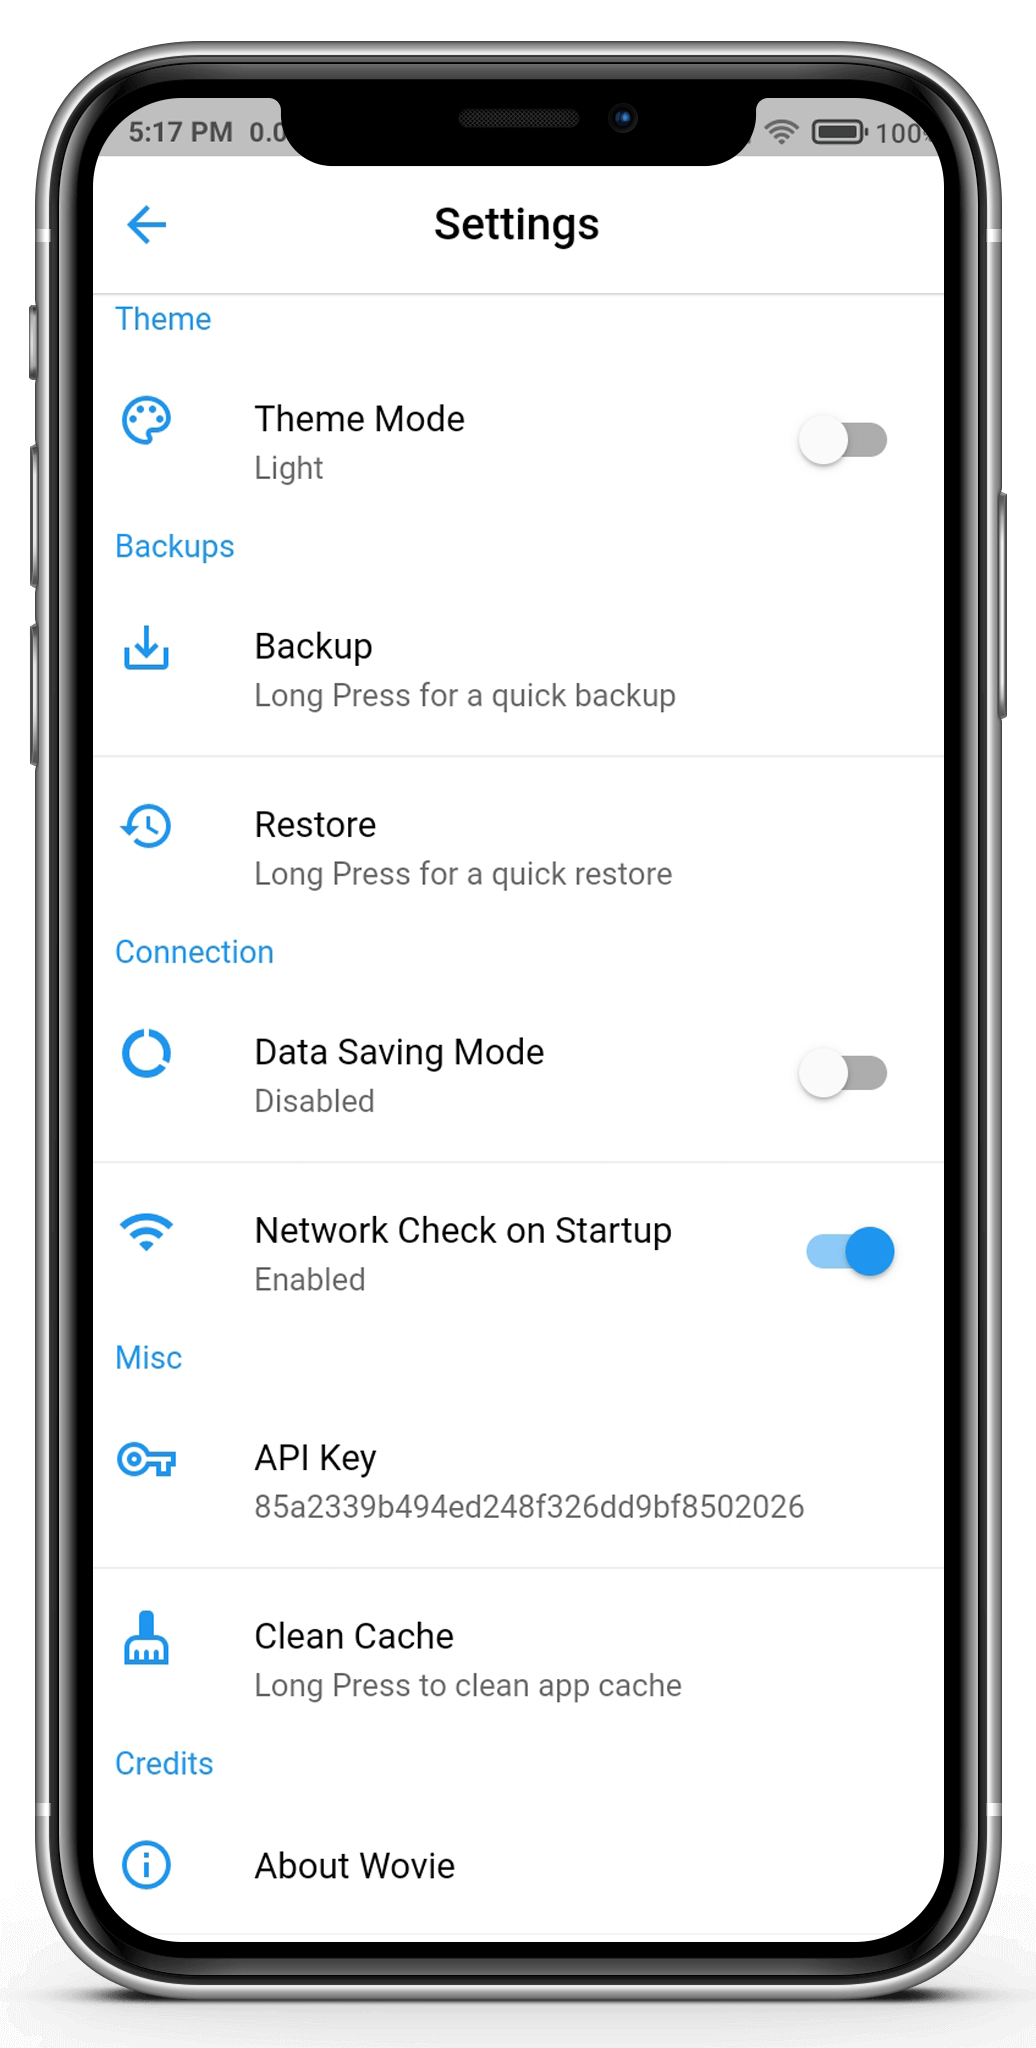 5:17 PM 0.0
100%
Settings
Theme
Theme Mode
Light
Backups
Backup
Long Press for a quick backup
Restore
Long Press for a quick restore
Connection
Data Saving Mode
Disabled
Network Check on Startup
Enabled
Misc
API Key
85a2339b494ed248f326dd9bf8502026
Clean Cache
Long Press to clean app cache
Credits
About Wovie